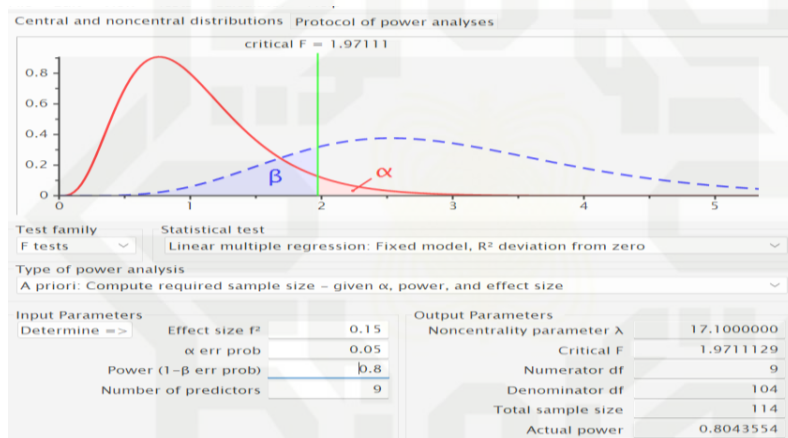 Central and noncentral distributions Protocol of power analyses
critical F = 1.97111
0.8
0.6
0.4
0.2
0
β
α
0 1 2 3 4 5
Test family Statistical test
F tests Linear multiple regression: Fixed model, R² deviation from zero
Type of power analysis
A priori: Compute required sample size – given α, power, and effect size
Input Parameters Output Parameters
Determine => Effect size f² 0.15 Noncentrality parameter λ 17.1000000
α err prob 0.05 Critical F 1.9711129
Power (1-β err prob) 0.8 Numerator df 9
Number of predictors 9 Denominator df 104
Total sample size 114
Actual power 0.8043554